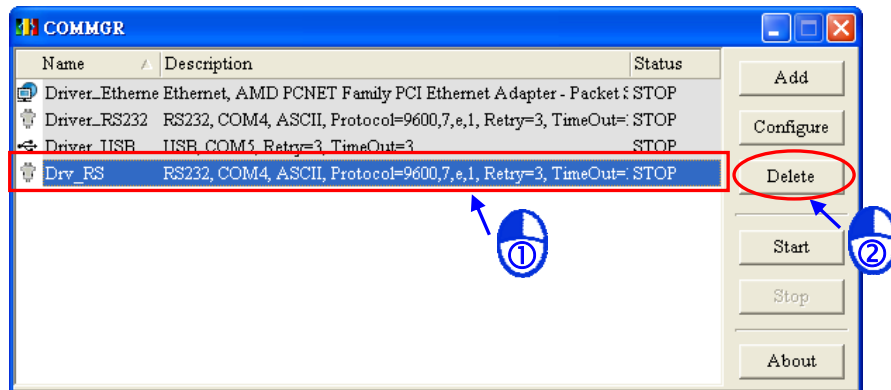 COMMGR
Name Description Status
Driver_Etherne Ethernet, AMD PCNET Family PCI Ethernet Adapter - Packet S STOP
Driver_RS232 RS232, COM4, ASCII, Protocol=9600,7,e,1, Retry=3, TimeOut=: STOP
Driver_USB USB, COM5, Retry=3, TimeOut=3 STOP
Drv_RS RS232, COM4, ASCII, Protocol=9600,7,e,1, Retry=3, TimeOut=: STOP
Add
Configure
Delete
①
②
Start
Stop
About